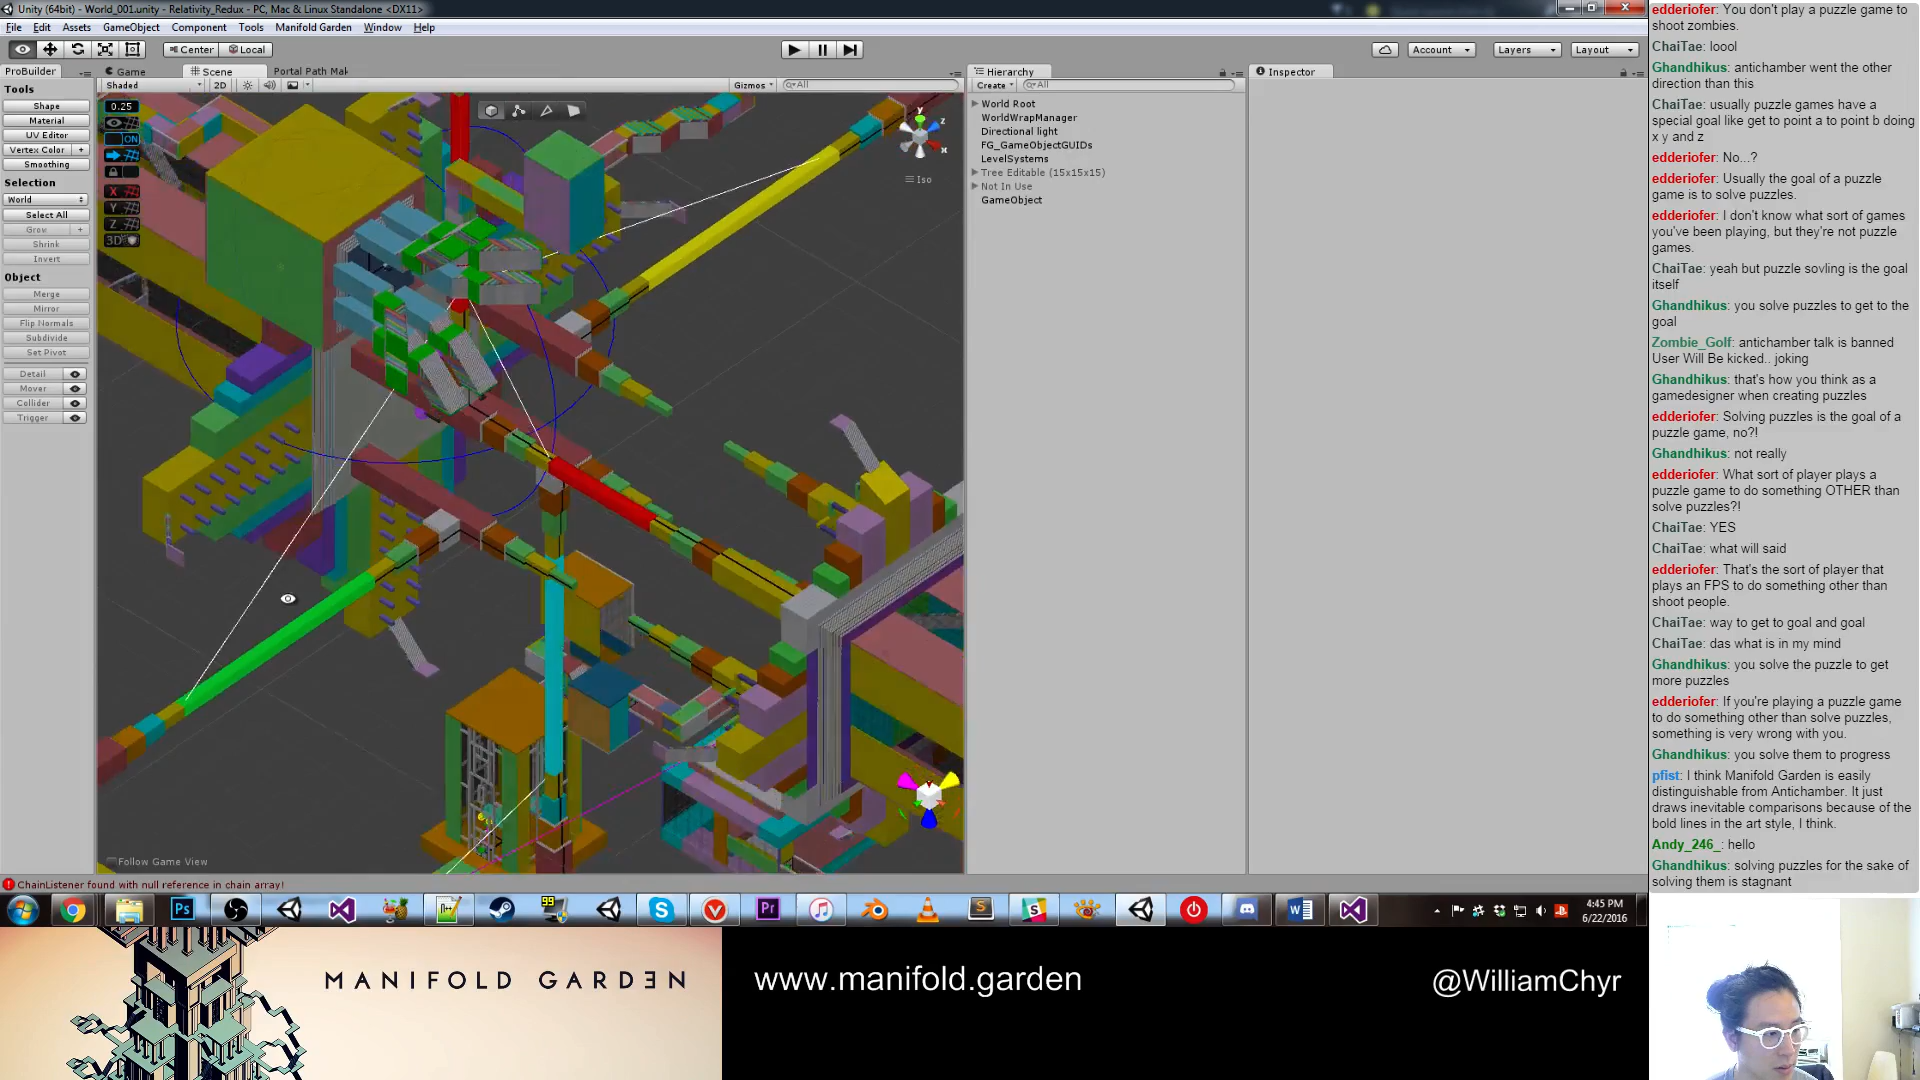 Unity (64bit) - World_001.unity - Relativity_Redux - PC, Mac & Linux Standalone <DX11>
File Edit Assets GameObject Component Tools Manifold Garden Window Help
Center Local Account Layers Layout
ProBuilder
Game Scene Portal Path Mak
Hierarchy
Inspector
Tools
Shaded 2D Gizmos All
Create All
0.25
ON
X
Y
Z
3D
Iso
Shape
Material
UV Editor
Vertex Color +
Smoothing
Selection
World
Select All
Grow +
Shrink
Invert
Object
Merge
Mirror
Flip Normals
Subdivide
Set Pivot
Detail
Mover
Collider
Trigger
World Root
WorldWrapManager
Directional light
FG_GameObjectGUIDs
LevelSystems
Tree Editable (15x15x15)
Not In Use
GameObject
y
z
x
Follow Game View
ChainListener found with null reference in chain array!
99
4:45 PM
6/22/2016
edderiofer: You don't play a puzzle game to
shoot zombies.
ChaiTae: loool
Ghandhikus: antichamber went the other
direction than this
ChaiTae: usually puzzle games have a
special goal like get to point a to point b doing
x y and z
edderiofer: No...?
edderiofer: Usually the goal of a puzzle
game is to solve puzzles.
edderiofer: I don't know what sort of games
you've been playing, but they're not puzzle
games.
ChaiTae: yeah but puzzle sovling is the goal
itself
Ghandhikus: you solve puzzles to get to the
goal
Zombie_Golf: antichamber talk is banned
User Will Be kicked.. joking
Ghandhikus: that's how you think as a
gamedesigner when creating puzzles
edderiofer: Solving puzzles is the goal of a
puzzle game, no?!
Ghandhikus: not really
edderiofer: What sort of player plays a
puzzle game to do something OTHER than
solve puzzles?!
ChaiTae: YES
ChaiTae: what will said
edderiofer: That's the sort of player that
plays an FPS to do something other than
shoot people.
ChaiTae: way to get to goal and goal
ChaiTae: das what is in my mind
Ghandhikus: you solve the puzzle to get
more puzzles
edderiofer: If you're playing a puzzle game
to do something other than solve puzzles,
something is very wrong with you.
Ghandhikus: you solve them to progress
pfist: I think Manifold Garden is easily
distinguishable from Antichamber. It just
draws inevitable comparisons because of the
bold lines in the art style, I think.
Andy_246_: hello
Ghandhikus: solving puzzles for the sake of
solving them is stagnant
MANIFOLD GARDEN
www.manifold.garden
@WilliamChyr